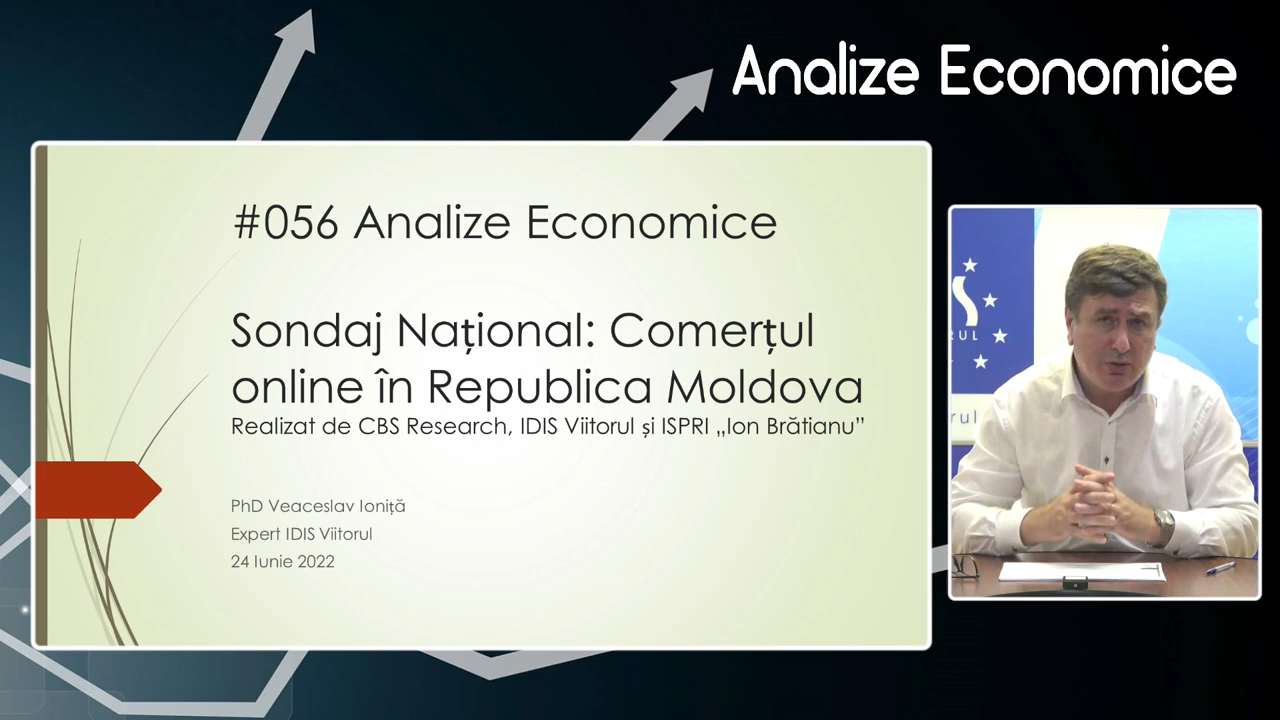 Analize Economice
#056 Analize Economice
Sondaj Național: Comerțul
online în Republica Moldova
Realizat de CBS Research, IDIS Viitorul și ISPRI „Ion Brătianu”
PhD Veaceslav Ioniță
Expert IDIS Viitorul
24 Iunie 2022